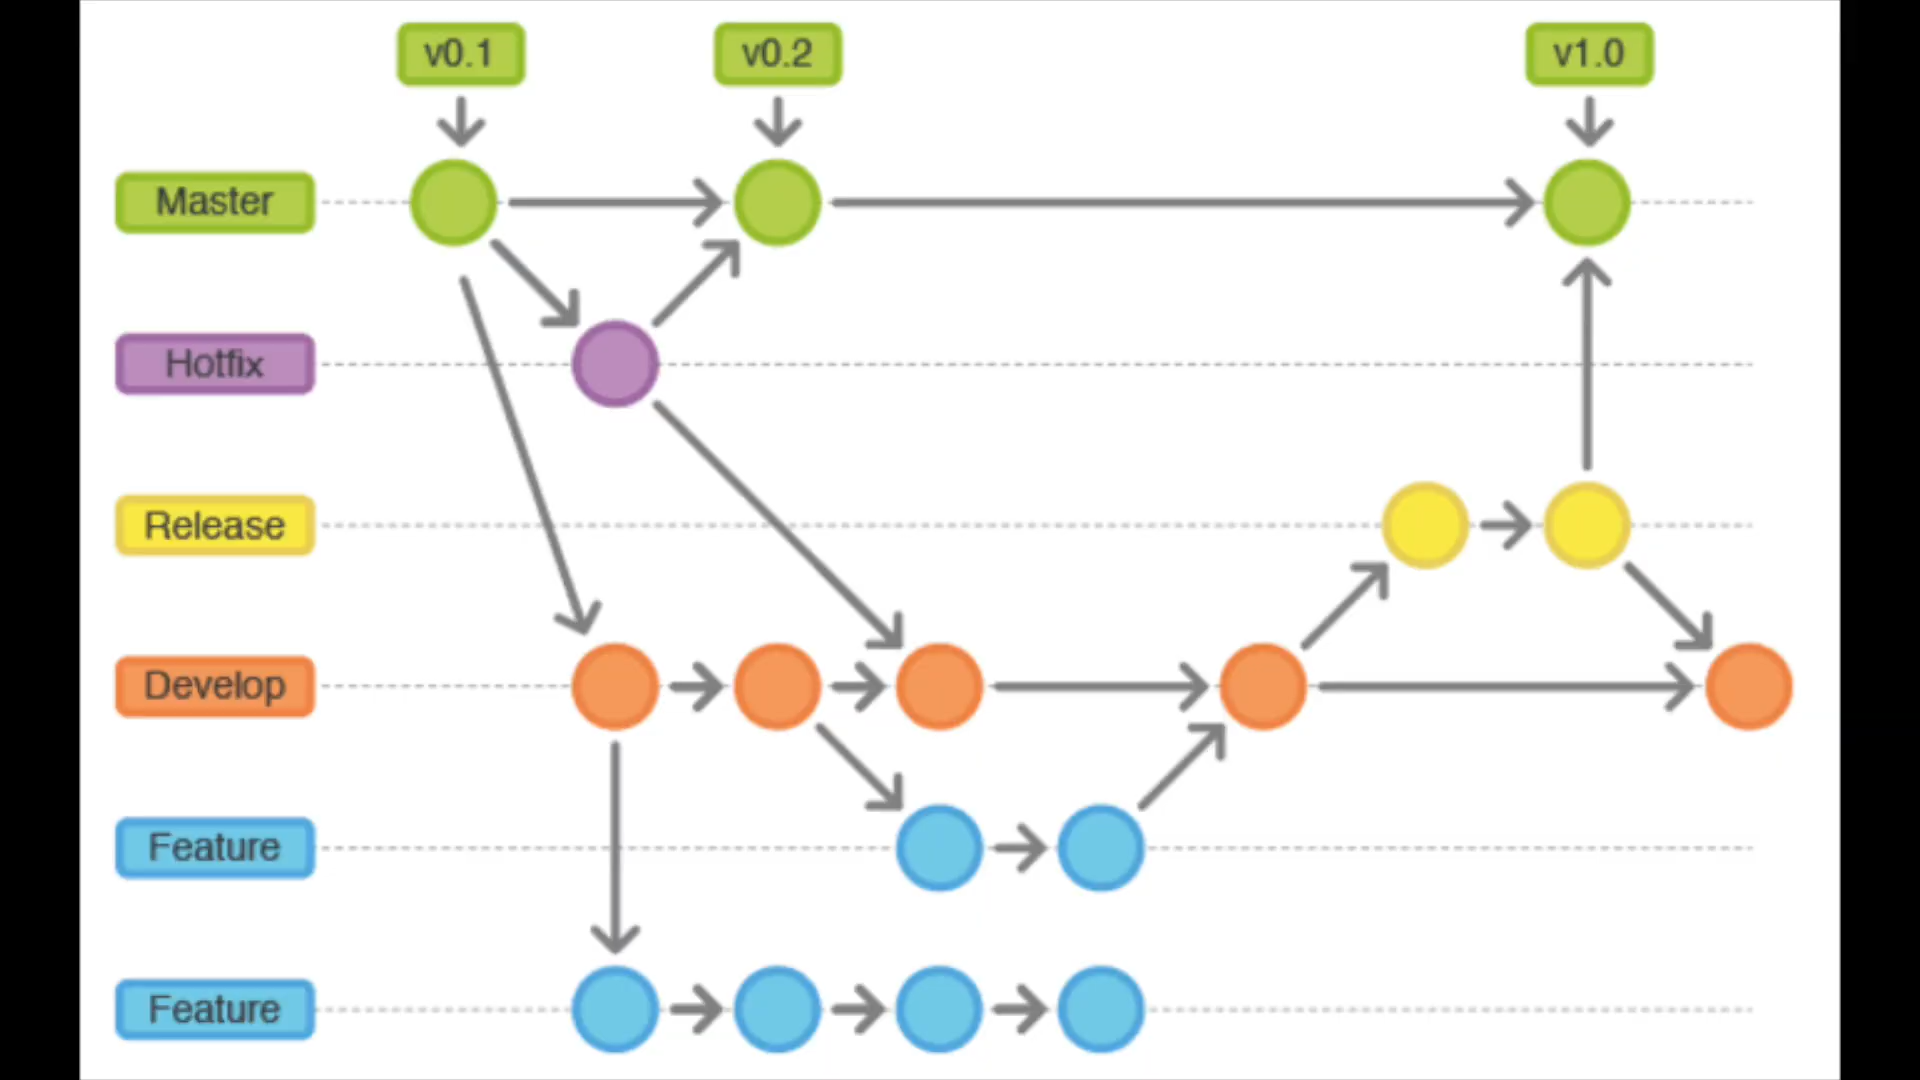 v0.1
v0.2
v1.0
Master
Hotfix
Release
Develop
Feature
Feature